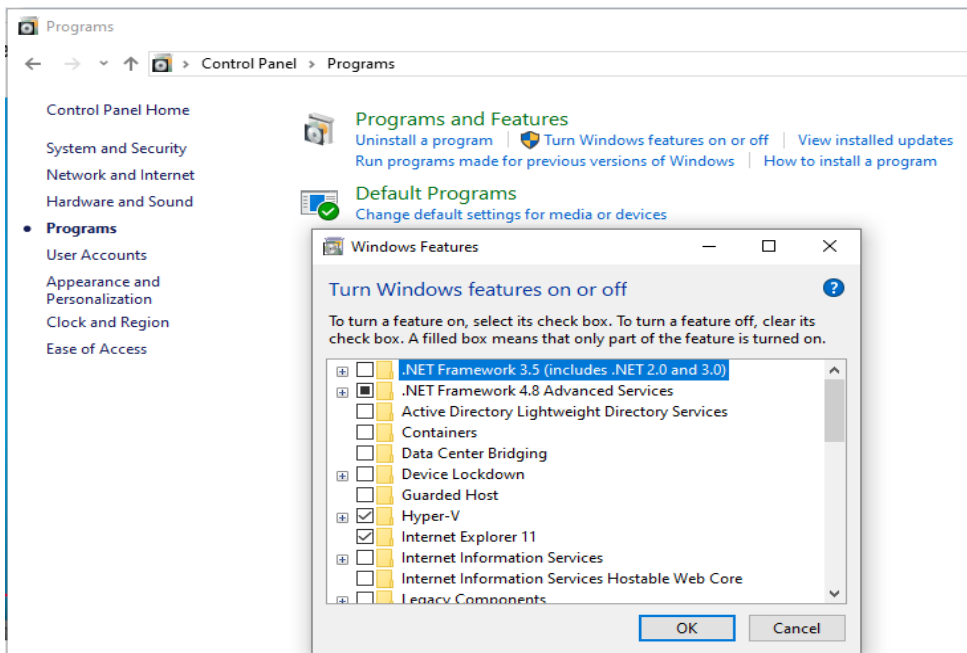 Programs
Control Panel > Programs
Control Panel Home
System and Security
Network and Internet
Hardware and Sound
Programs
User Accounts
Appearance and
Personalization
Clock and Region
Ease of Access
Programs and Features
Uninstall a program
Turn Windows features on or off
View installed updates
Run programs made for previous versions of Windows
How to install a program
Default Programs
Change default settings for media or devices
Windows Features
Turn Windows features on or off
To turn a feature on, select its check box. To turn a feature off, clear its
check box. A filled box means that only part of the feature is turned on.
.NET Framework 3.5 (includes .NET 2.0 and 3.0)
.NET Framework 4.8 Advanced Services
Active Directory Lightweight Directory Services
Containers
Data Center Bridging
Device Lockdown
Guarded Host
Hyper-V
Internet Explorer 11
Internet Information Services
Internet Information Services Hostable Web Core
Legacy Components
OK
Cancel